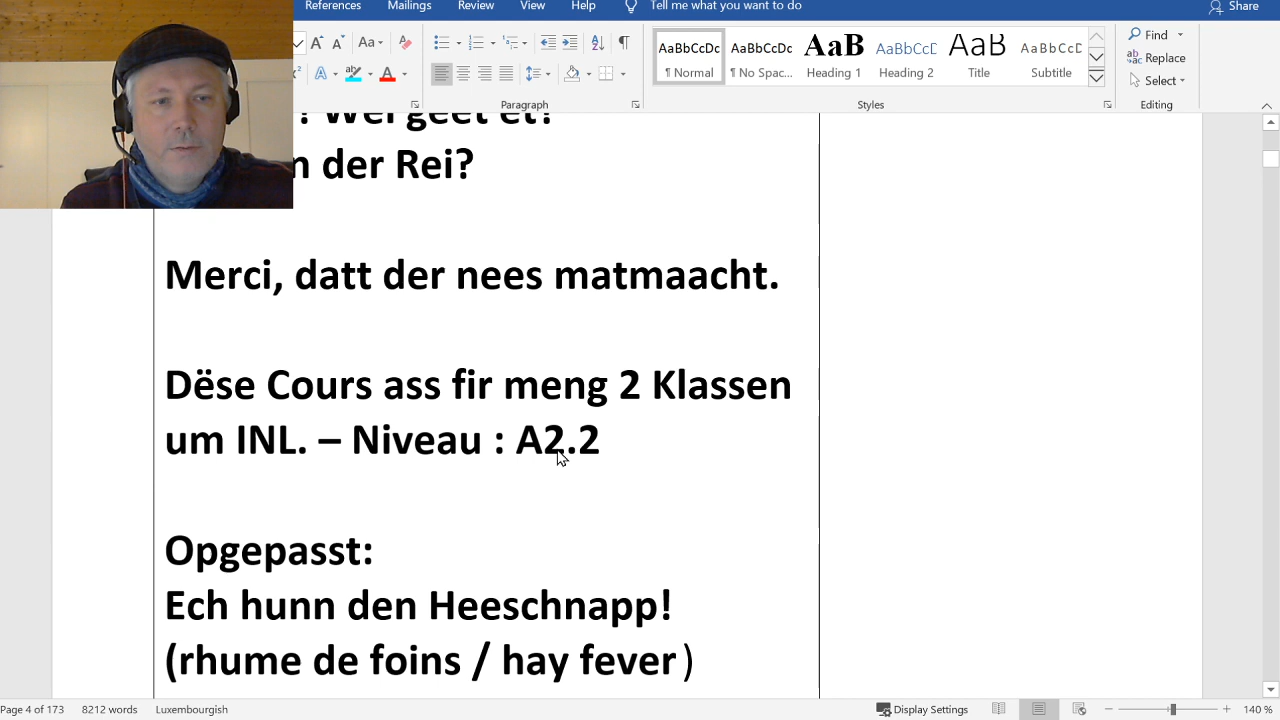 References Mailings Review View Help Tell me what you want to do Share
Aa
AaBbCcDc AaBbCcDc AaB AaBbCcC AaB AaBbCcD
¶ Normal ¶ No Spac... Heading 1 Heading 2 Title Subtitle
Find
Replace
Select
Paragraph Styles Editing
? Wéi geet et?
n der Rei?
Merci, datt der nees matmaacht.
Dëse Cours ass fir meng 2 Klassen
um INL. – Niveau : A2.2
Opgepasst:
Ech hunn den Heeschnapp!
(rhume de foins / hay fever)
Page 4 of 173 8212 words Luxembourgish Display Settings 140 %